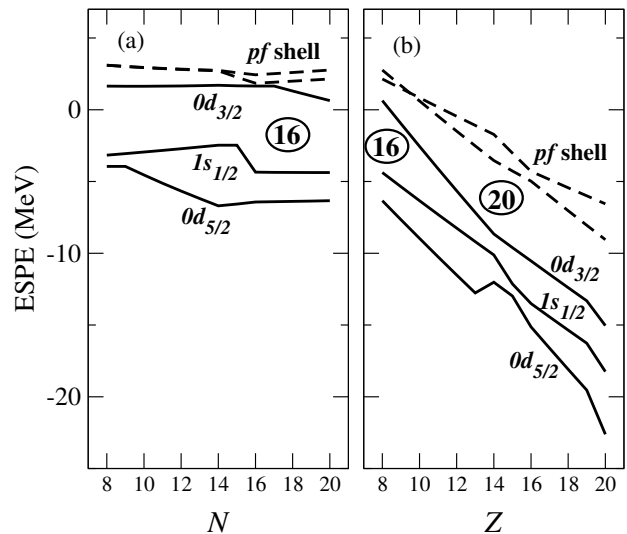 (a)
pf shell
0d3/2
16
1s1/2
0d5/2
(b)
pf shell
16
20
0d3/2
1s1/2
0d5/2
0
-10
-20
ESPE (MeV)
8 10 12 14 16 18 20
8 10 12 14 16 18 20
N
Z